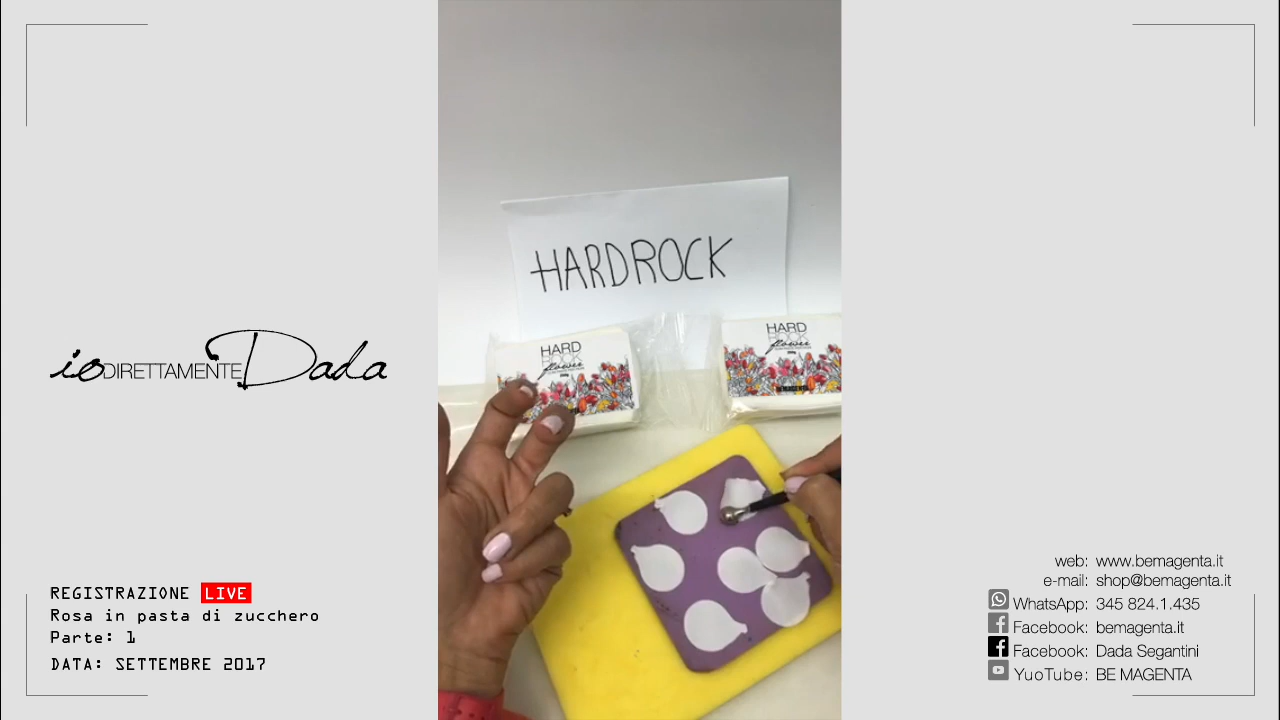 io DIRETTAMENTE Dada
REGISTRAZIONE LIVE
Rosa in pasta di zucchero
Parte: 1
DATA: SETTEMBRE 2017
HARDROCK
HARD
ROCK
flower
HARD
ROCK
flower
web: www.bemagenta.it
e-mail: shop@bemagenta.it
WhatsApp: 345 824.1.435
Facebook: bemagenta.it
Facebook: Dada Segantini
YuoTube: BE MAGENTA